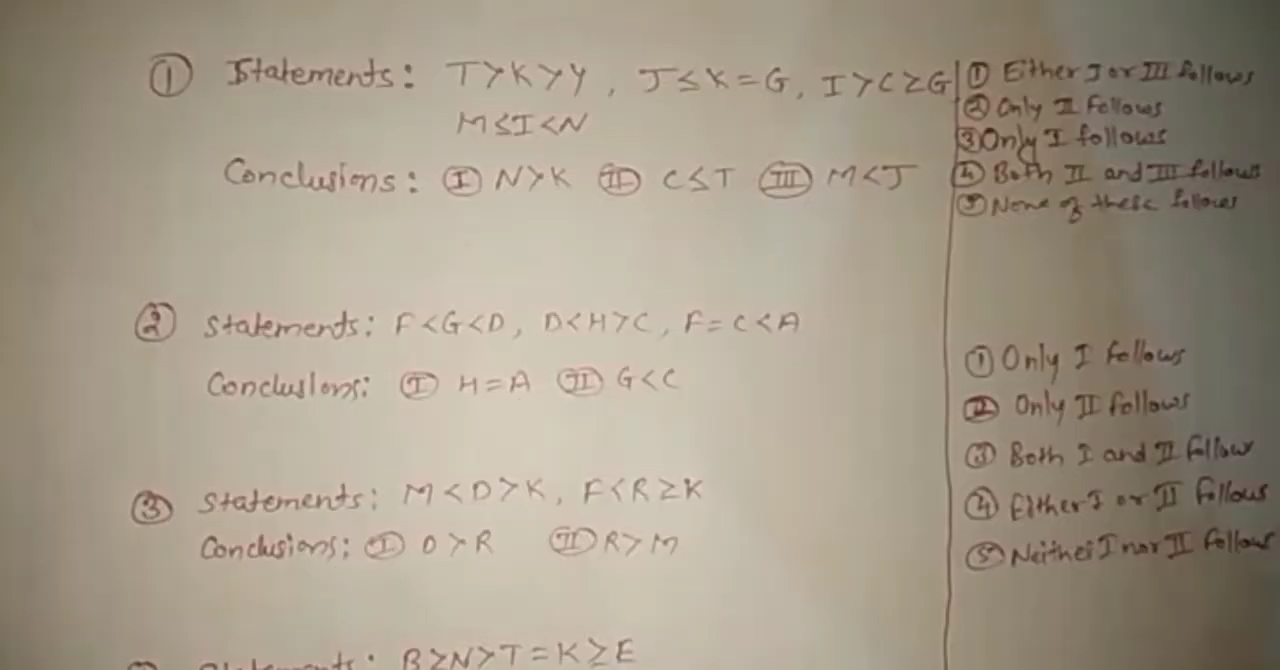 ① Statements: T>K>Y, J≤K=G, I>C≥G
M≤I<N
Conclusions: Ⓘ N>K Ⓘ︎Ⓘ C≤T ⒾⒾⒾ M<J
① Either I or III follows
② Only II follows
③ Only I follows
④ Both II and III follows
⑤ None of these follows
② Statements: F<G<D, D<H>C, F=C<A
Conclusions: (I) H=A (II) G<C
③ Statements: M<D>K, F<R≥K
Conclusions: (I) D>R (II) R>M
① Only I follows
② Only II follows
③ Both I and II follow
④ Either I or II follows
⑤ Neither I nor II follows
Statements: B≥N>T=K≥E